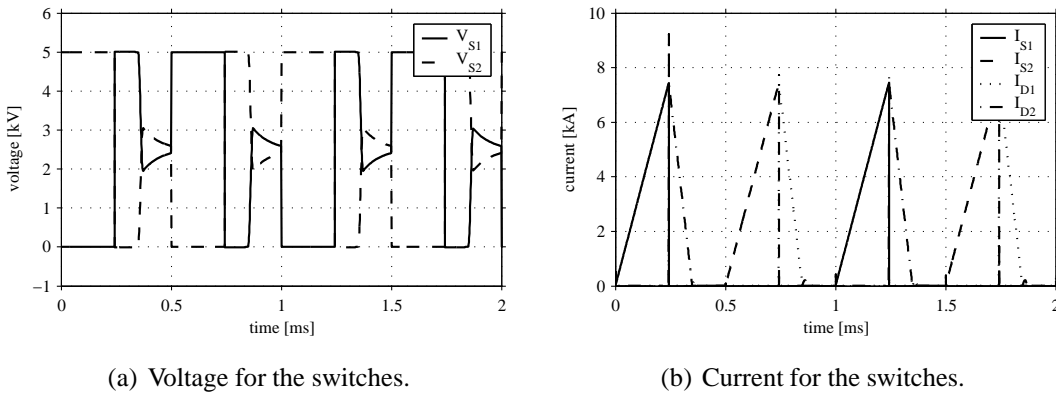 6
5
4
3
2
1
0
−1
voltage [kV]
0
0.5
1
1.5
2
time [ms]
V_S1
V_S2
(a) Voltage for the switches.
10
8
6
4
2
0
current [kA]
0
0.5
1
1.5
2
time [ms]
I_S1
I_S2
I_D1
I_D2
(b) Current for the switches.